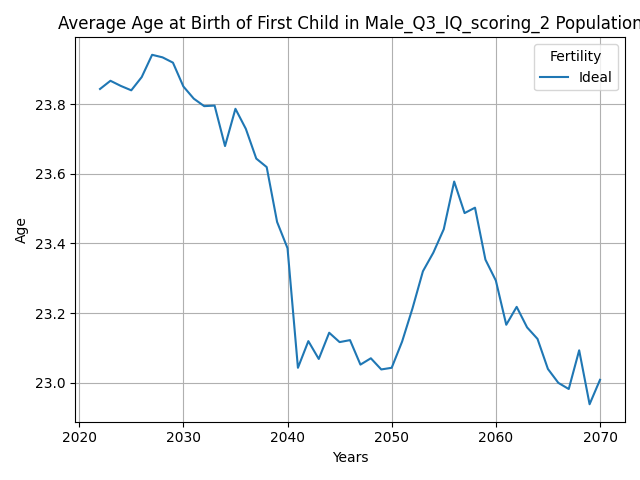 Average Age at Birth of First Child in Male_Q3_IQ_scoring_2 Population
Fertility
Ideal
23.8
23.6
23.4
23.2
23.0
Age
2020
2030
2040
2050
2060
2070
Years